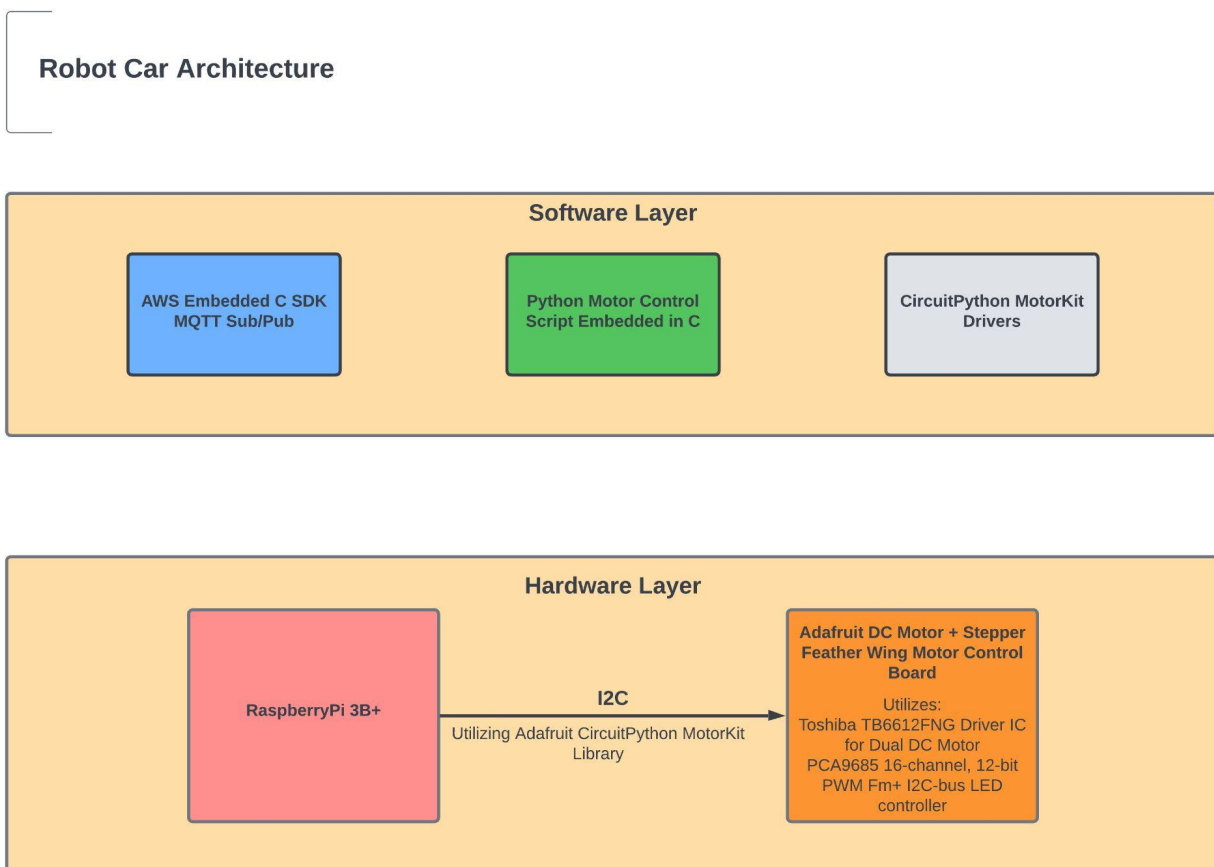 Robot Car Architecture
Software Layer
AWS Embedded C SDK
MQTT Sub/Pub
Python Motor Control
Script Embedded in C
CircuitPython MotorKit
Drivers
Hardware Layer
RaspberryPi 3B+
I2C
Utilizing Adafruit CircuitPython MotorKit
Library
Adafruit DC Motor + Stepper
Feather Wing Motor Control
Board
Utilizes:
Toshiba TB6612FNG Driver IC
for Dual DC Motor
PCA9685 16-channel, 12-bit
PWM Fm+ I2C-bus LED
controller